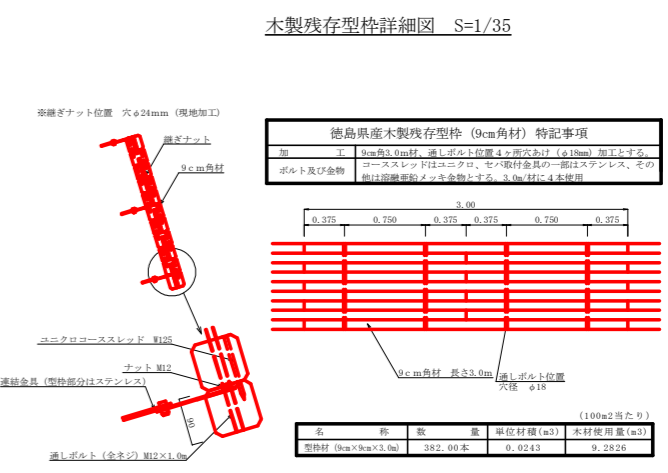 木製残存型枠詳細図 S=1/35
※継ぎナット位置 穴φ24mm（現地加工）
継ぎナット
9cm角材
徳島県産木製残存型枠（9cm角材）特記事項
加 工 9cm角3.0m材、通しボルト位置4ヶ所穴あけ（φ18mm）加工とする。
ボルト及び金物 コーススレッドはユニクロ、セパ取付金具の一部はステンレス、その
他は溶融亜鉛メッキ金物とする。3.0m/材に4本使用
3.00
0.375 0.750 0.375 0.375 0.750 0.375
ユニクロコーススレッド W125
ナット M12
連結金具（型枠部分はステンレス）
90
通しボルト（全ネジ）M12×1.0m
9cm角材 長さ3.0m
通しボルト位置
穴径 φ18
（100m2当たり）
名 称 数 量 単位材積(m3) 木材使用量(m3)
型枠材（9cm×9cm×3.0m） 382.00本 0.0243 9.2826